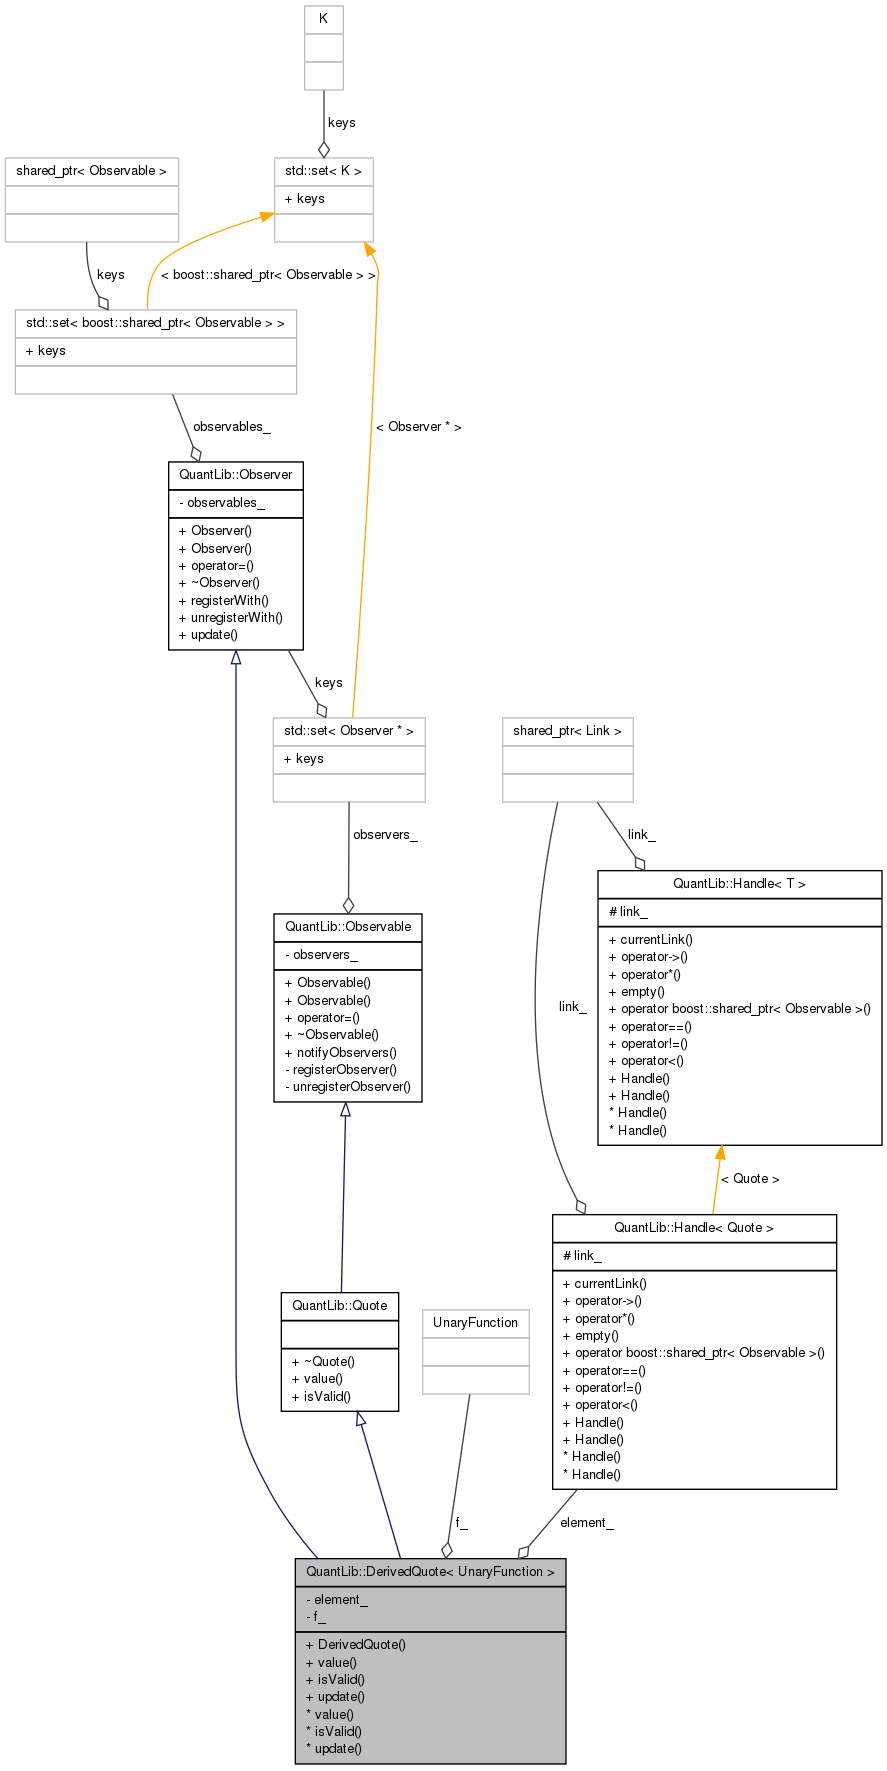 K
keys
shared_ptr< Observable >
std::set< K >
+ keys
keys
< boost::shared_ptr< Observable > >
std::set< boost::shared_ptr< Observable > >
+ keys
observables_
< Observer * >
QuantLib::Observer
- observables_
+ Observer()
+ Observer()
+ operator=()
+ ~Observer()
+ registerWith()
+ unregisterWith()
+ update()
keys
std::set< Observer * >
+ keys
shared_ptr< Link >
observers_
link_
QuantLib::Handle< T >
# link_
+ currentLink()
+ operator->()
+ operator*()
+ empty()
+ operator boost::shared_ptr< Observable >()
+ operator==()
+ operator!=()
+ operator<()
+ Handle()
+ Handle()
* Handle()
* Handle()
QuantLib::Observable
- observers_
+ Observable()
+ Observable()
+ operator=()
+ ~Observable()
+ notifyObservers()
- registerObserver()
- unregisterObserver()
link_
< Quote >
QuantLib::Handle< Quote >
# link_
+ currentLink()
+ operator->()
+ operator*()
+ empty()
+ operator boost::shared_ptr< Observable >()
+ operator==()
+ operator!=()
+ operator<()
+ Handle()
+ Handle()
* Handle()
* Handle()
QuantLib::Quote
+ ~Quote()
+ value()
+ isValid()
UnaryFunction
f_
element_
QuantLib::DerivedQuote< UnaryFunction >
- element_
- f_
+ DerivedQuote()
+ value()
+ isValid()
+ update()
* value()
* isValid()
* update()